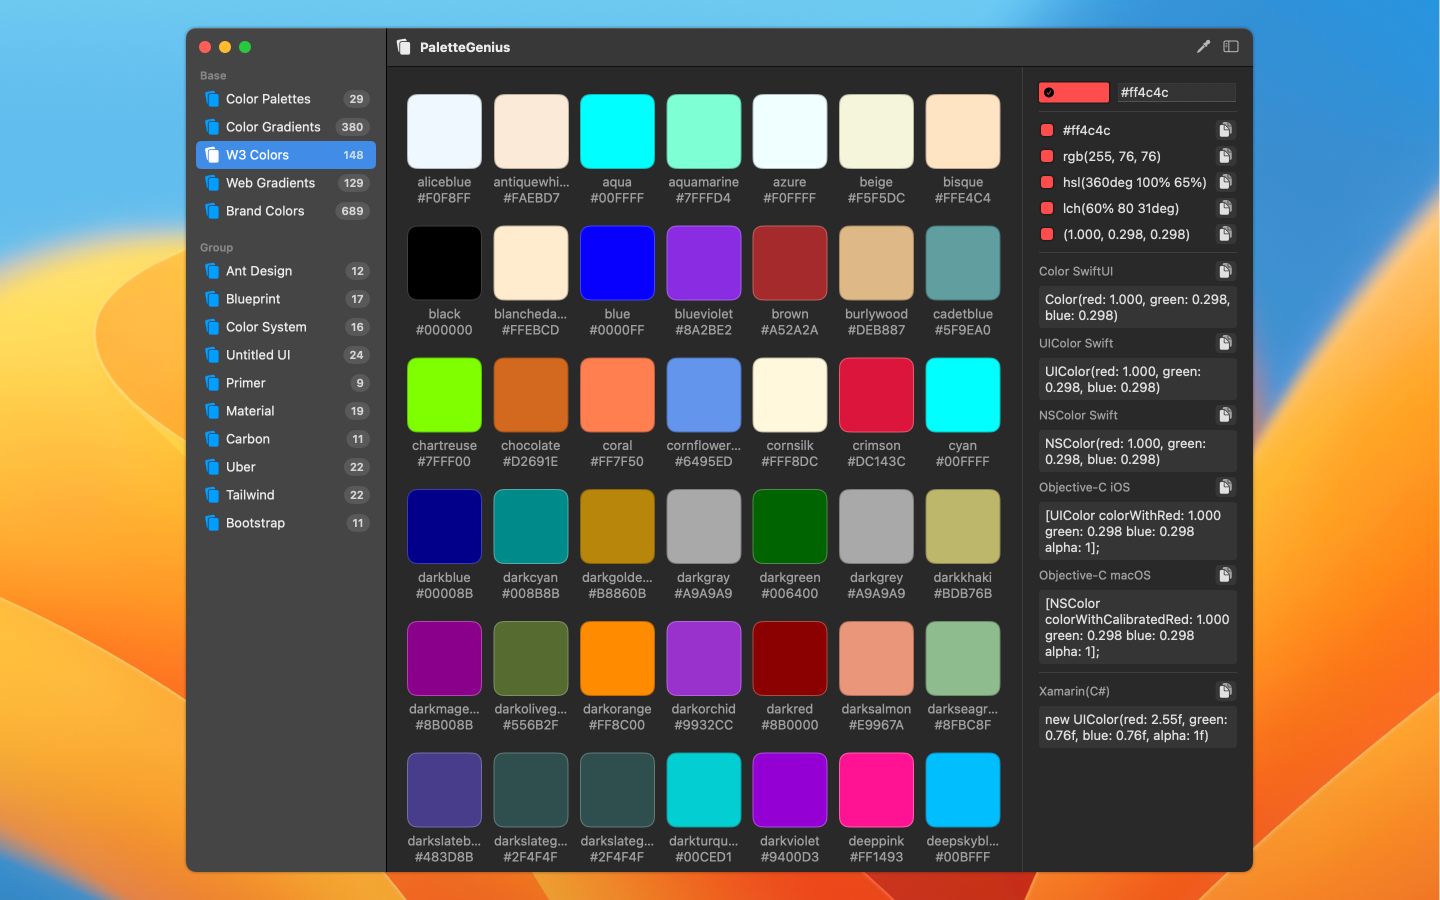 PaletteGenius
Base
Color Palettes 29
Color Gradients 380
W3 Colors 148
Web Gradients 129
Brand Colors 689
Group
Ant Design 12
Blueprint 17
Color System 16
Untitled UI 24
Primer 9
Material 19
Carbon 11
Uber 22
Tailwind 22
Bootstrap 11
aliceblue antiquewhi... aqua aquamarine azure beige bisque
#F0F8FF #FAEBD7 #00FFFF #7FFFD4 #F0FFFF #F5F5DC #FFE4C4
black blancheda... blue blueviolet brown burlywood cadetblue
#000000 #FFEBCD #0000FF #8A2BE2 #A52A2A #DEB887 #5F9EA0
chartreuse chocolate coral cornflower... cornsilk crimson cyan
#7FFF00 #D2691E #FF7F50 #6495ED #FFF8DC #DC143C #00FFFF
darkblue darkcyan darkgolde... darkgray darkgreen darkgrey darkkhaki
#00008B #008B8B #B8860B #A9A9A9 #006400 #A9A9A9 #BDB76B
darkmage... darkoliveg... darkorange darkorchid darkred darksalmon darkseagr...
#8B008B #556B2F #FF8C00 #9932CC #8B0000 #E9967A #8FBC8F
darkslateb... darkslateg... darkslateg... darkturqu... darkviolet deeppink deepskybl...
#483D8B #2F4F4F #2F4F4F #00CED1 #9400D3 #FF1493 #00BFFF
#ff4c4c
#ff4c4c
rgb(255, 76, 76)
hsl(360deg 100% 65%)
lch(60% 80 31deg)
(1.000, 0.298, 0.298)
Color SwiftUI
Color(red: 1.000, green: 0.298,
blue: 0.298)
UIColor Swift
UIColor(red: 1.000, green:
0.298, blue: 0.298)
NSColor Swift
NSColor(red: 1.000, green:
0.298, blue: 0.298)
Objective-C iOS
[UIColor colorWithRed: 1.000
green: 0.298 blue: 0.298
alpha: 1];
Objective-C macOS
[NSColor
colorWithCalibratedRed: 1.000
green: 0.298 blue: 0.298
alpha: 1];
Xamarin(C#)
new UIColor(red: 2.55f, green:
0.76f, blue: 0.76f, alpha: 1f)